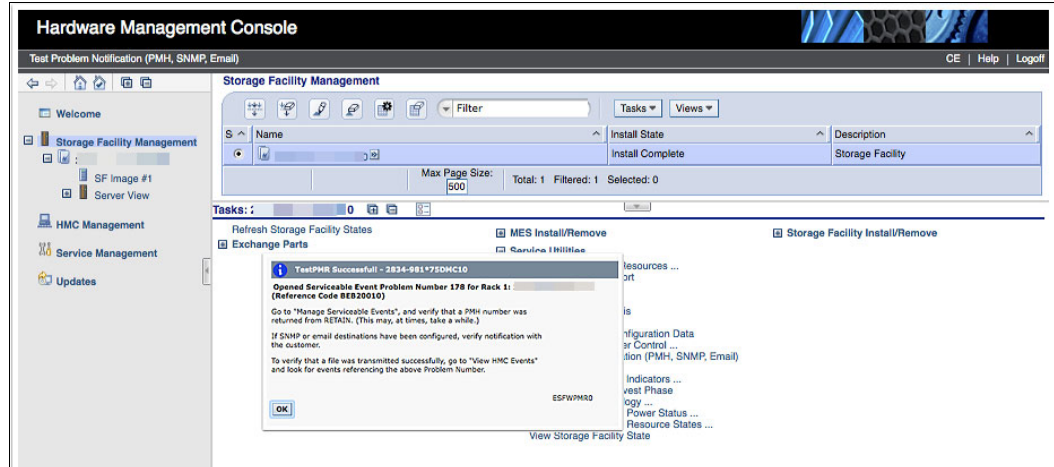 Hardware Management Console
Test Problem Notification (PMH, SNMP, Email)
CE | Help | Logoff
Storage Facility Management
Filter
Tasks
Views
Welcome
Storage Facility Management
SF Image #1
Server View
HMC Management
Service Management
Updates
S Name Install State Description
Install Complete Storage Facility
Max Page Size:
500
Total: 1 Filtered: 1 Selected: 0
Tasks: 0
Refresh Storage Facility States
Exchange Parts
MES Install/Remove
Service Utilities
Storage Facility Install/Remove
TestPMR Successful! - 2834-981*75DMC10
Opened Serviceable Event Problem Number 178 for Rack 1:
(Reference Code BEB20010)
Go to "Manage Serviceable Events", and verify that a PMH number was
returned from RETAIN. (This may, at times, take a while.)
If SNMP or email destinations have been configured, verify notification with
the customer.
To verify that a file was transmitted successfully, go to "View HMC Events"
and look for events referencing the above Problem Number.
ESFWPMR0
OK
Resources ...
Configuration Data
Control ...
(PMH, SNMP, Email)
Indicators ...
Phase
Power Status ...
Resource States ...
View Storage Facility State